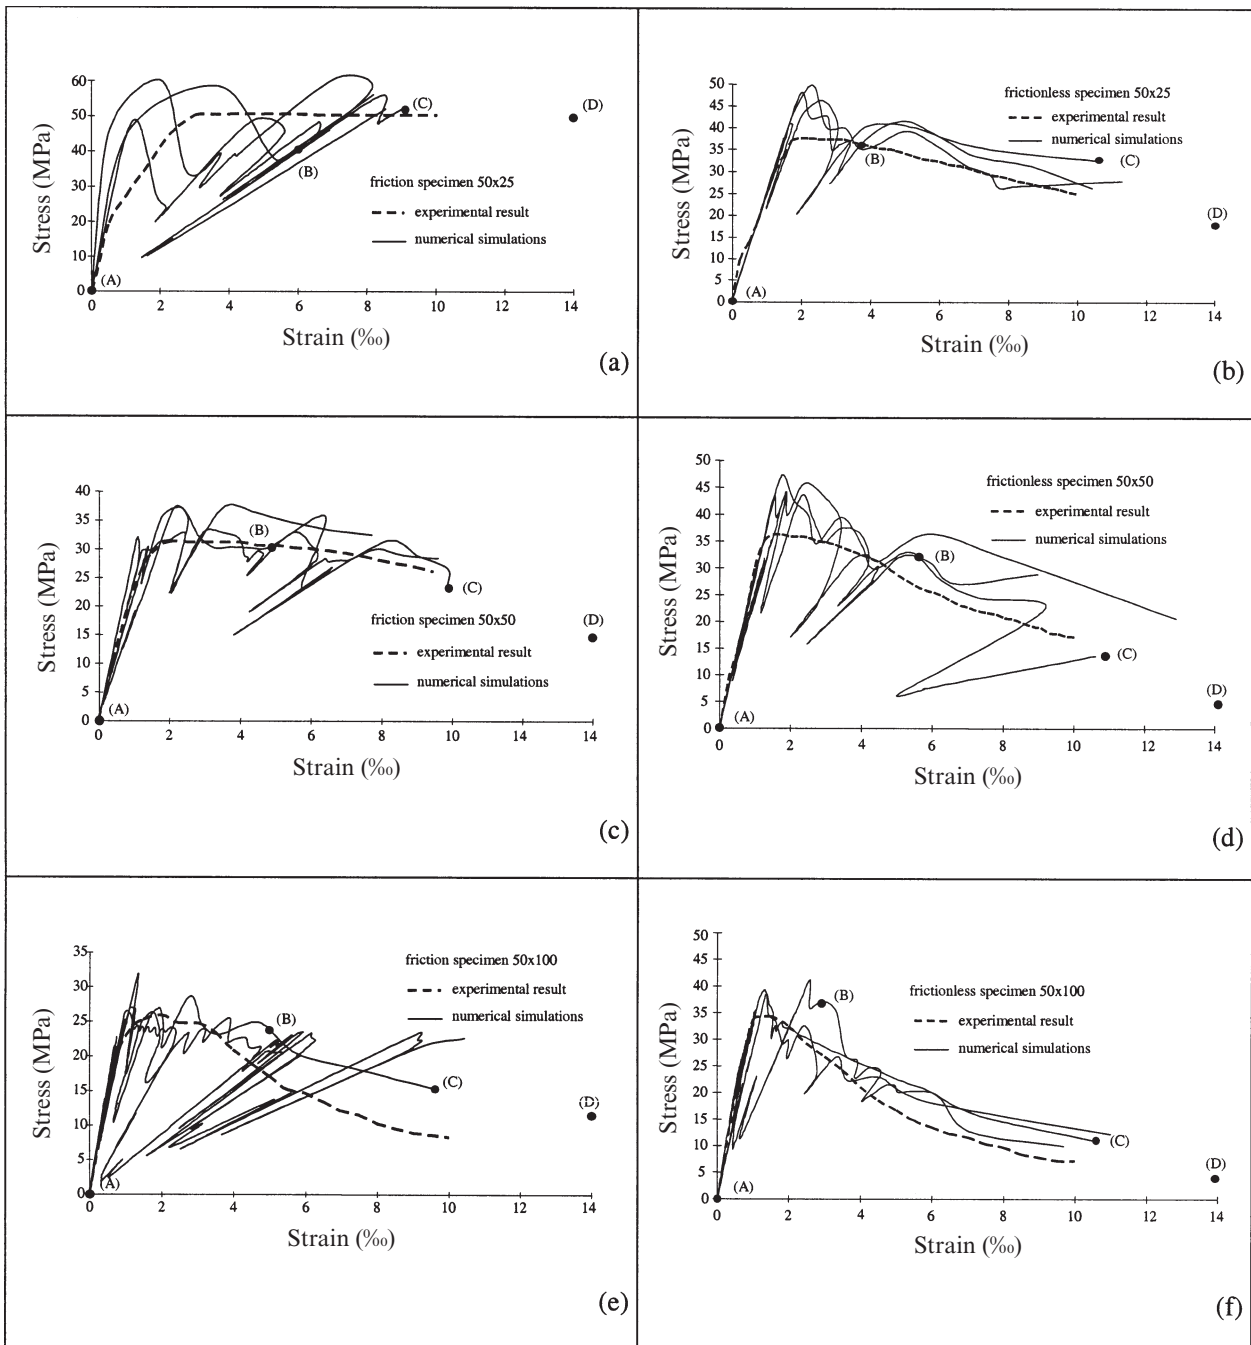 60
50
40
30
20
10
0
Stress (MPa)
(A)
(B)
(C)
(D)
friction specimen 50x25
experimental result
numerical simulations
0 2 4 6 8 10 14
Strain (‰)
(a)
50
45
40
35
30
25
20
15
10
5
0
Stress (MPa)
frictionless specimen 50x25
experimental result
numerical simulations
(A)
(B)
(C)
(D)
0 2 4 6 8 10 12 14
Strain (‰)
(b)
40
35
30
25
20
15
10
5
0
Stress (MPa)
(A)
(B)
(C)
(D)
friction specimen 50x50
experimental result
numerical simulations
0 2 4 6 8 10 14
Strain (‰)
(c)
50
45
40
35
30
25
20
15
10
5
0
Stress (MPa)
frictionless specimen 50x50
experimental result
numerical simulations
(A)
(B)
(C)
(D)
0 2 4 6 8 10 12 14
Strain (‰)
(d)
35
30
25
20
15
10
5
0
Stress (MPa)
friction specimen 50x100
experimental result
numerical simulations
(A)
(B)
(C)
(D)
0 2 4 6 8 10 14
Strain (‰)
(e)
50
45
40
35
30
25
20
15
10
5
0
Stress (MPa)
frictionless specimen 50x100
experimental result
numerical simulations
(A)
(B)
(C)
(D)
0 2 4 6 8 10 12 14
Strain (‰)
(f)